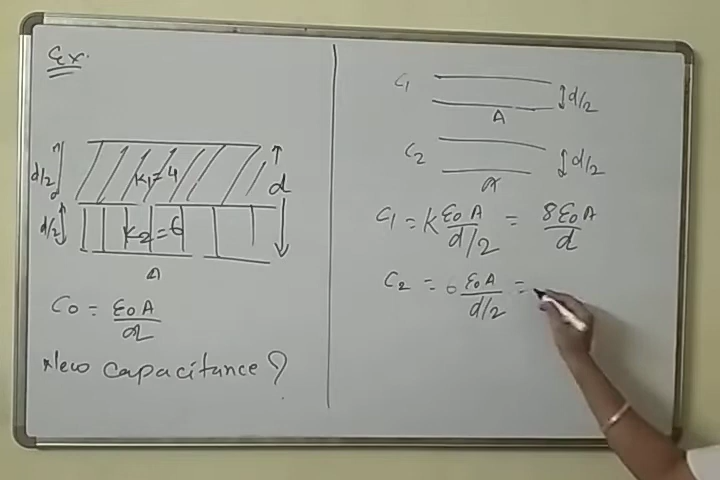 Ex.
d/2
K1=4
d
d/2
K2=6
A
C0 = ε0A/d
New capacitance?
C1
d/2
A
C2
d/2
A
C1 = K ε0A/d/2 = 8ε0A/d
C2 = 6 ε0A/d/2 =